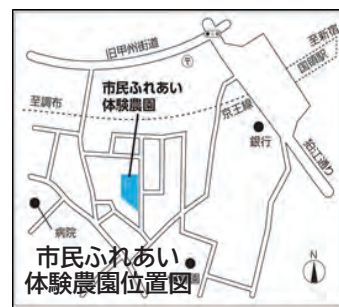 旧甲州街道
至新宿
国領駅
至調布
市民ふれあい
体験農園
京王線
銀行
狛江通り
病院
園
市民ふれあい
体験農園位置図
N